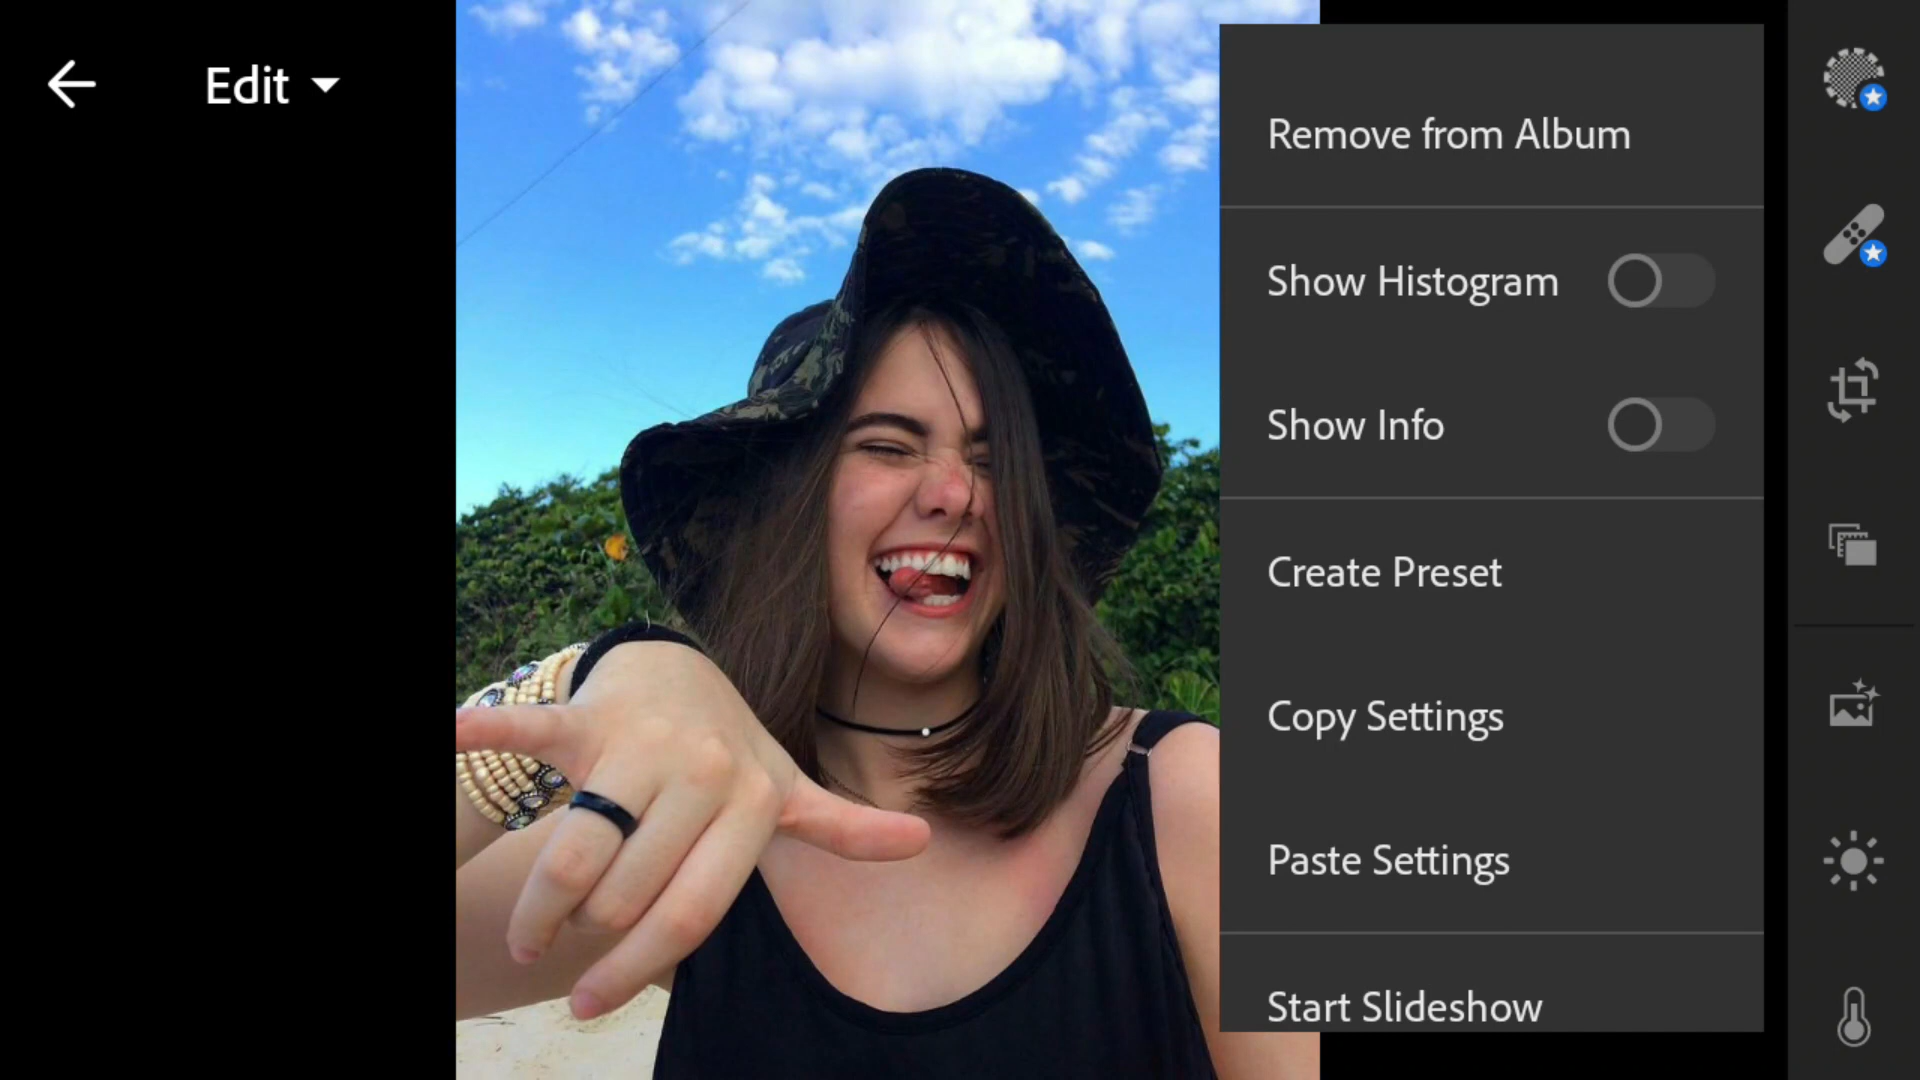 Edit
Remove from Album
Show Histogram
Show Info
Create Preset
Copy Settings
Paste Settings
Start Slideshow